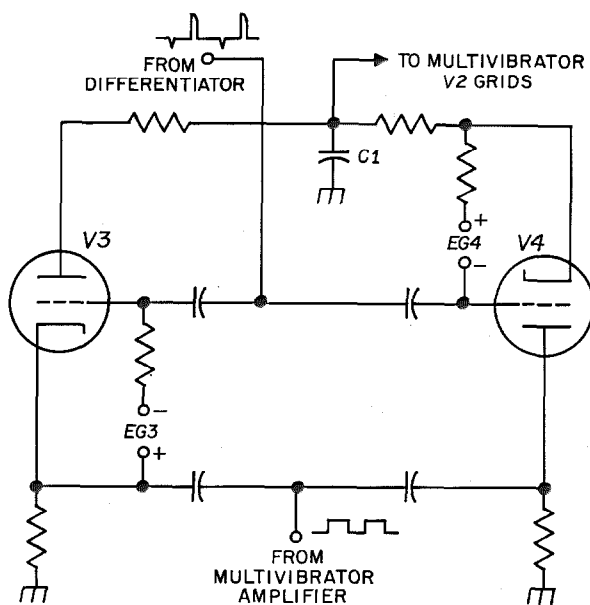 FROM
DIFFERENTIATOR
TO MULTIVIBRATOR
V2 GRIDS
C1
V3
EG4
V4
+
-
-
EG3
+
FROM
MULTIVIBRATOR
AMPLIFIER